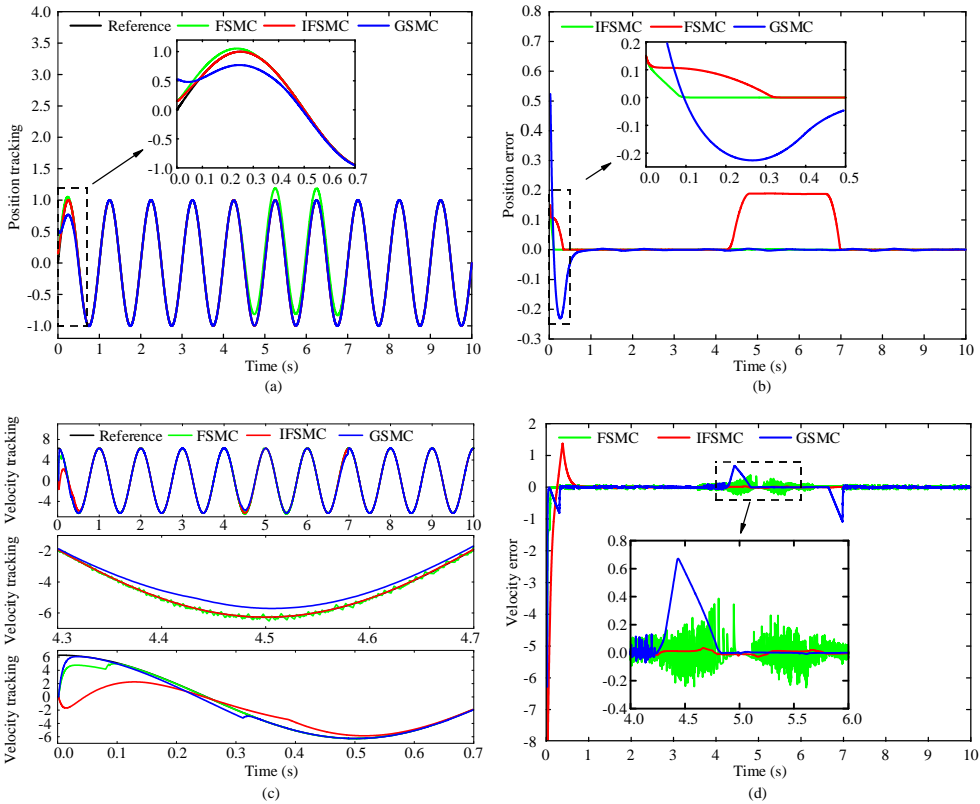 Reference FSMC IFSMC GSMC
Position tracking
4.0
3.5
3.0
2.5
2.0
1.5
1.0
0.5
0.0
-0.5
-1.0
0 1 2 3 4 5 6 7 8 9 10
Time (s)
(a)
1.0
0.5
0.0
-0.5
-1.0
0.0 0.1 0.2 0.3 0.4 0.5 0.6 0.7
IFSMC FSMC GSMC
Position error
0.8
0.7
0.6
0.5
0.4
0.3
0.2
0.1
0.0
-0.1
-0.2
-0.3
0 1 2 3 4 5 6 7 8 9 10
Time (s)
(b)
0.2
0.1
0.0
-0.1
-0.2
0.0 0.1 0.2 0.3 0.4 0.5
Reference FSMC IFSMC GSMC
Velocity tracking
8
4
0
-4
0 1 2 3 4 5 6 7 8 9 10
Velocity tracking
-2
-4
-6
4.3 4.4 4.5 4.6 4.7
Velocity tracking
6
4
2
0
-2
-4
-6
0.0 0.1 0.2 0.3 0.4 0.5 0.6 0.7
Time (s)
(c)
FSMC IFSMC GSMC
Velocity error
2
1
0
-1
-2
-3
-4
-5
-6
-7
-8
0 1 2 3 4 5 6 7 8 9 10
Time (s)
(d)
0.8
0.6
0.4
0.2
0.0
-0.2
-0.4
4.0 4.5 5.0 5.5 6.0